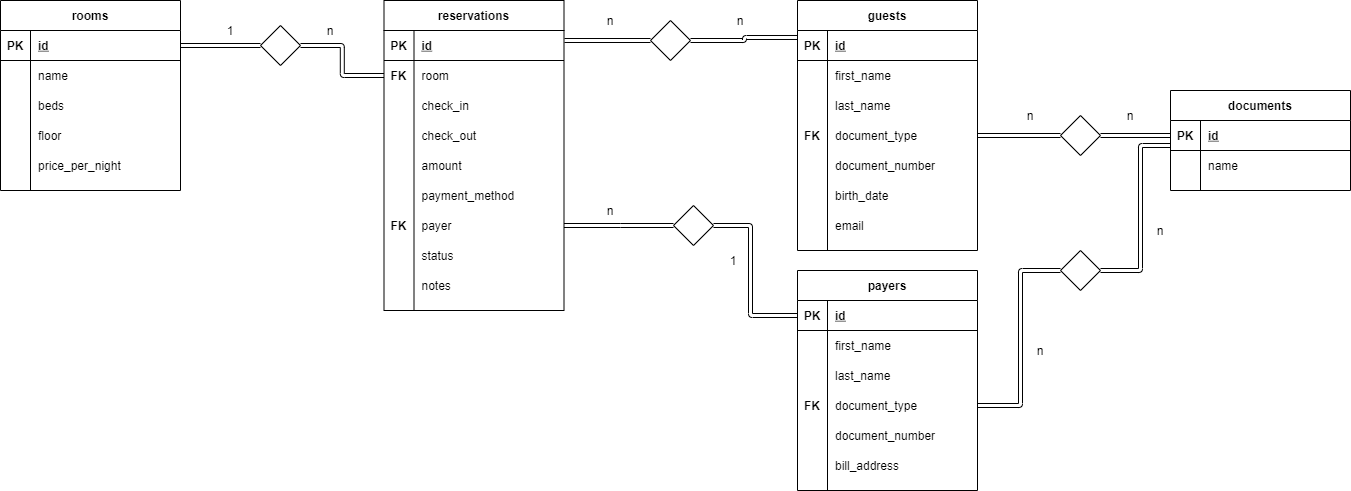 rooms
PK id
name
beds
floor
price_per_night
1
n
reservations
PK id
FK room
check_in
check_out
amount
payment_method
FK payer
status
notes
n
n
n
1
guests
PK id
first_name
last_name
FK document_type
document_number
birth_date
email
payers
PK id
first_name
last_name
FK document_type
document_number
bill_address
n
n
n
n
documents
PK id
name